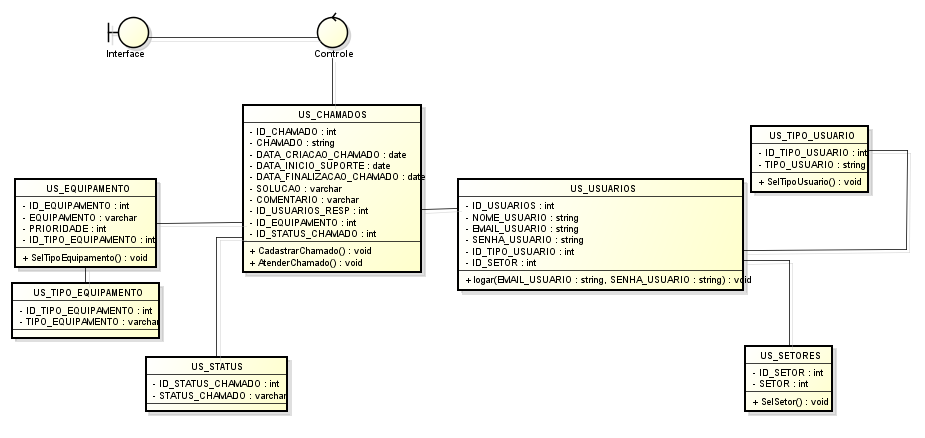 Interface
Controle
US_CHAMADOS
- ID_CHAMADO : int
- CHAMADO : string
- DATA_CRIACAO_CHAMADO : date
- DATA_INICIO_SUPORTE : date
- DATA_FINALIZACAO_CHAMADO : date
- SOLUCAO : varchar
- COMENTARIO : varchar
- ID_USUARIOS_RESP : int
- ID_EQUIPAMENTO : int
- ID_STATUS_CHAMADO : int
+ CadastrarChamado() : void
+ AtenderChamado() : void
US_TIPO_USUARIO
- ID_TIPO_USUARIO : int
- TIPO_USUARIO : string
+ SelTipoUsuario() : void
US_EQUIPAMENTO
- ID_EQUIPAMENTO : int
- EQUIPAMENTO : varchar
- PRIORIDADE : int
- ID_TIPO_EQUIPAMENTO : int
+ SelTipoEquipamento() : void
US_USUARIOS
- ID_USUARIOS : int
- NOME_USUARIO : string
- EMAIL_USUARIO : string
- SENHA_USUARIO : string
- ID_TIPO_USUARIO : int
- ID_SETOR : int
+ logar(EMAIL_USUARIO : string, SENHA_USUARIO : string) : void
US_TIPO_EQUIPAMENTO
- ID_TIPO_EQUIPAMENTO : int
- TIPO_EQUIPAMENTO : varchar
US_STATUS
- ID_STATUS_CHAMADO : int
- STATUS_CHAMADO : varchar
US_SETORES
- ID_SETOR : int
- SETOR : int
+ SelSetor() : void